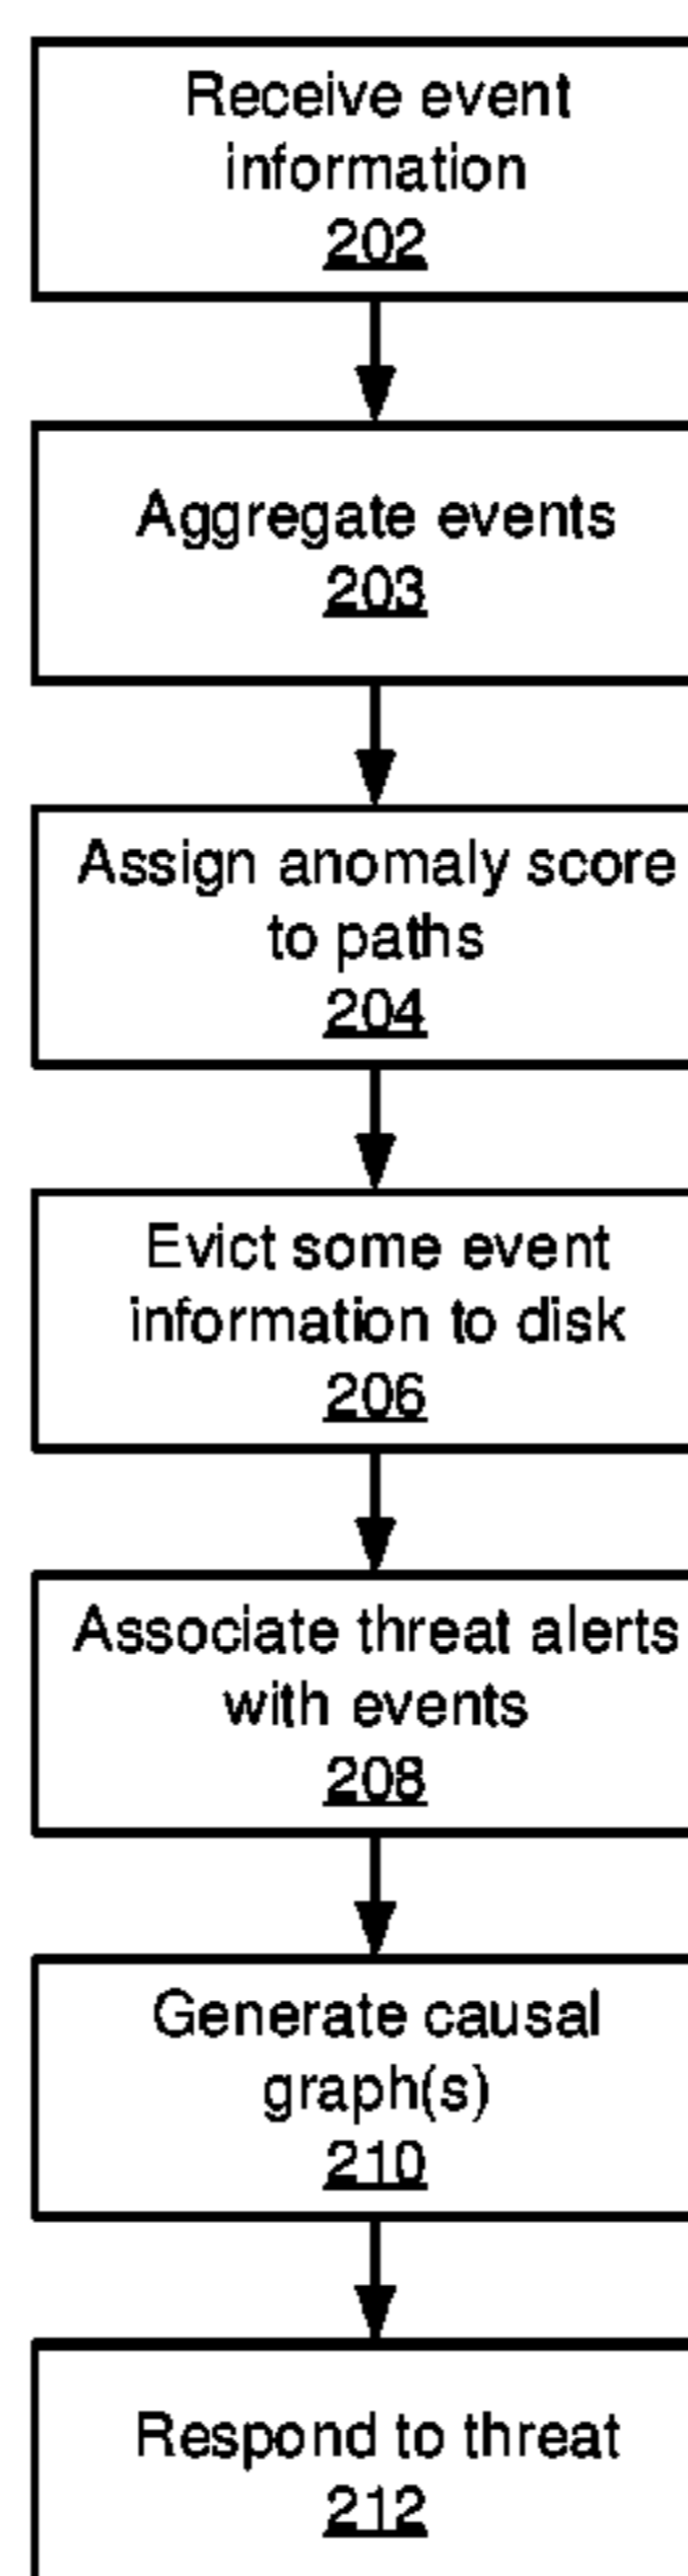 Receive event
information
202
Aggregate events
203
Assign anomaly score
to paths
204
Evict some event
information to disk
206
Associate threat alerts
with events
208
Generate causal
graph(s)
210
Respond to threat
212